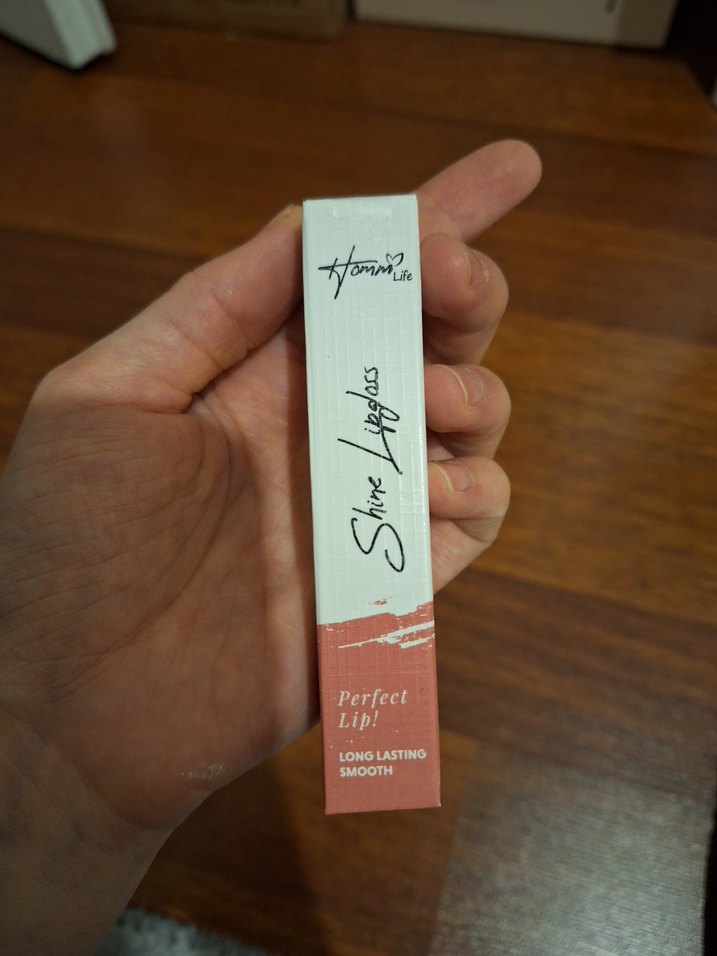 Homm Life
Shine Lipgloss
Perfect
Lip!
LONG LASTING
SMOOTH